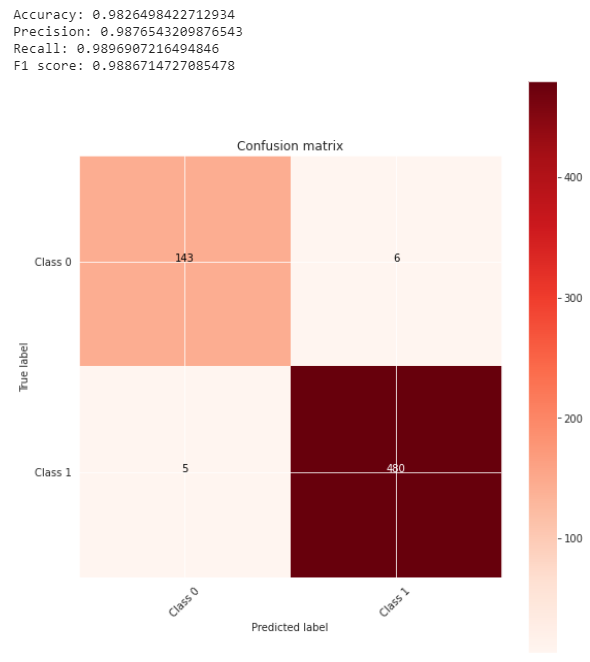 Accuracy: 0.9826498422712934
Precision: 0.9876543209876543
Recall: 0.9896907216494846
F1 score: 0.9886714727085478
Confusion matrix
400
300
200
100
Class 0
143
6
True label
Class 1
5
480
Class 0
Class 1
Predicted label